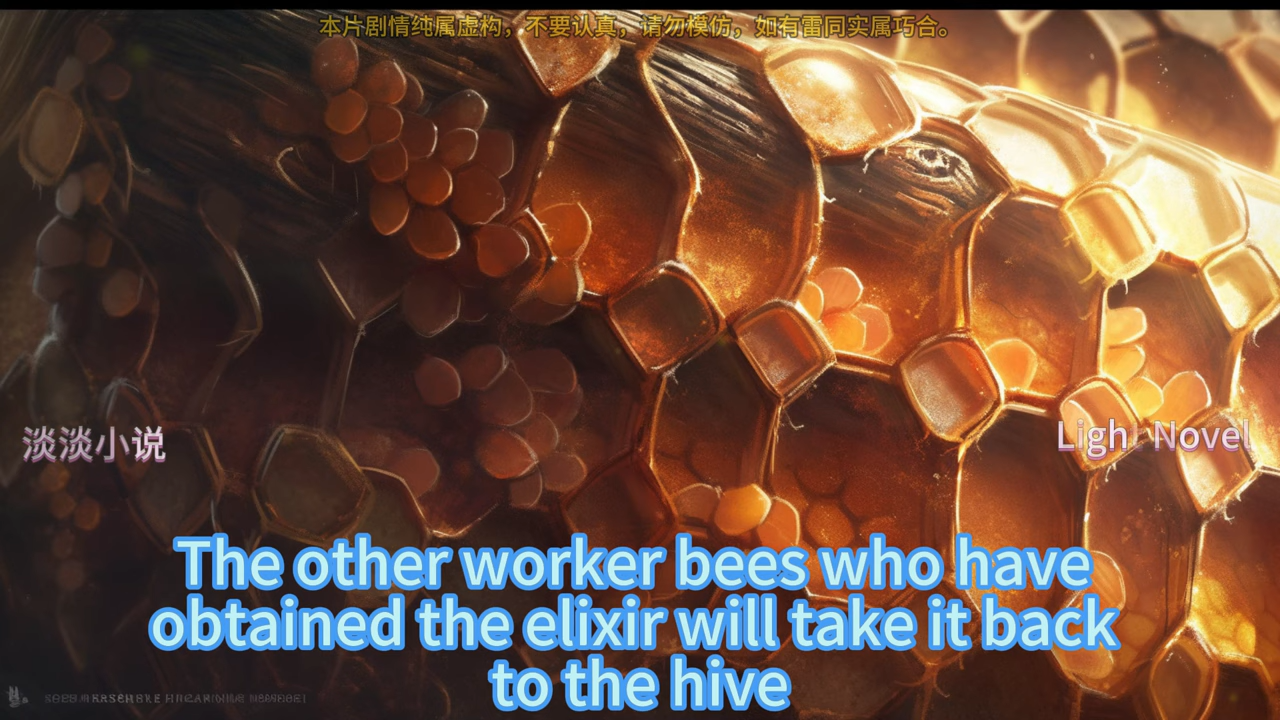 本片剧情纯属虚构，不要认真，请勿模仿，如有雷同实属巧合。
淡淡小说
Light Novel
The other worker bees who have
obtained the elixir will take it back
to the hive